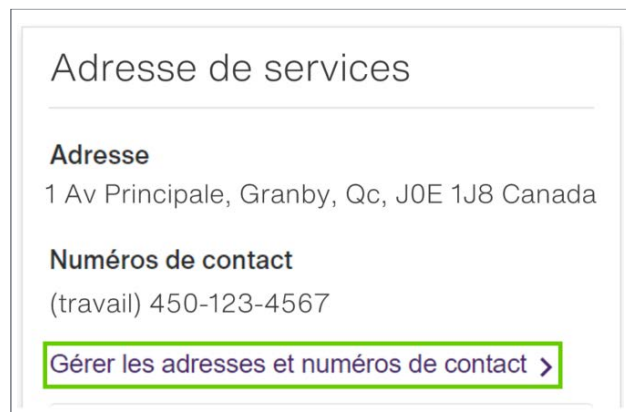 Adresse de services
Adresse
1 Av Principale, Granby, Qc, J0E 1J8 Canada
Numéros de contact
(travail) 450-123-4567
Gérer les adresses et numéros de contact >